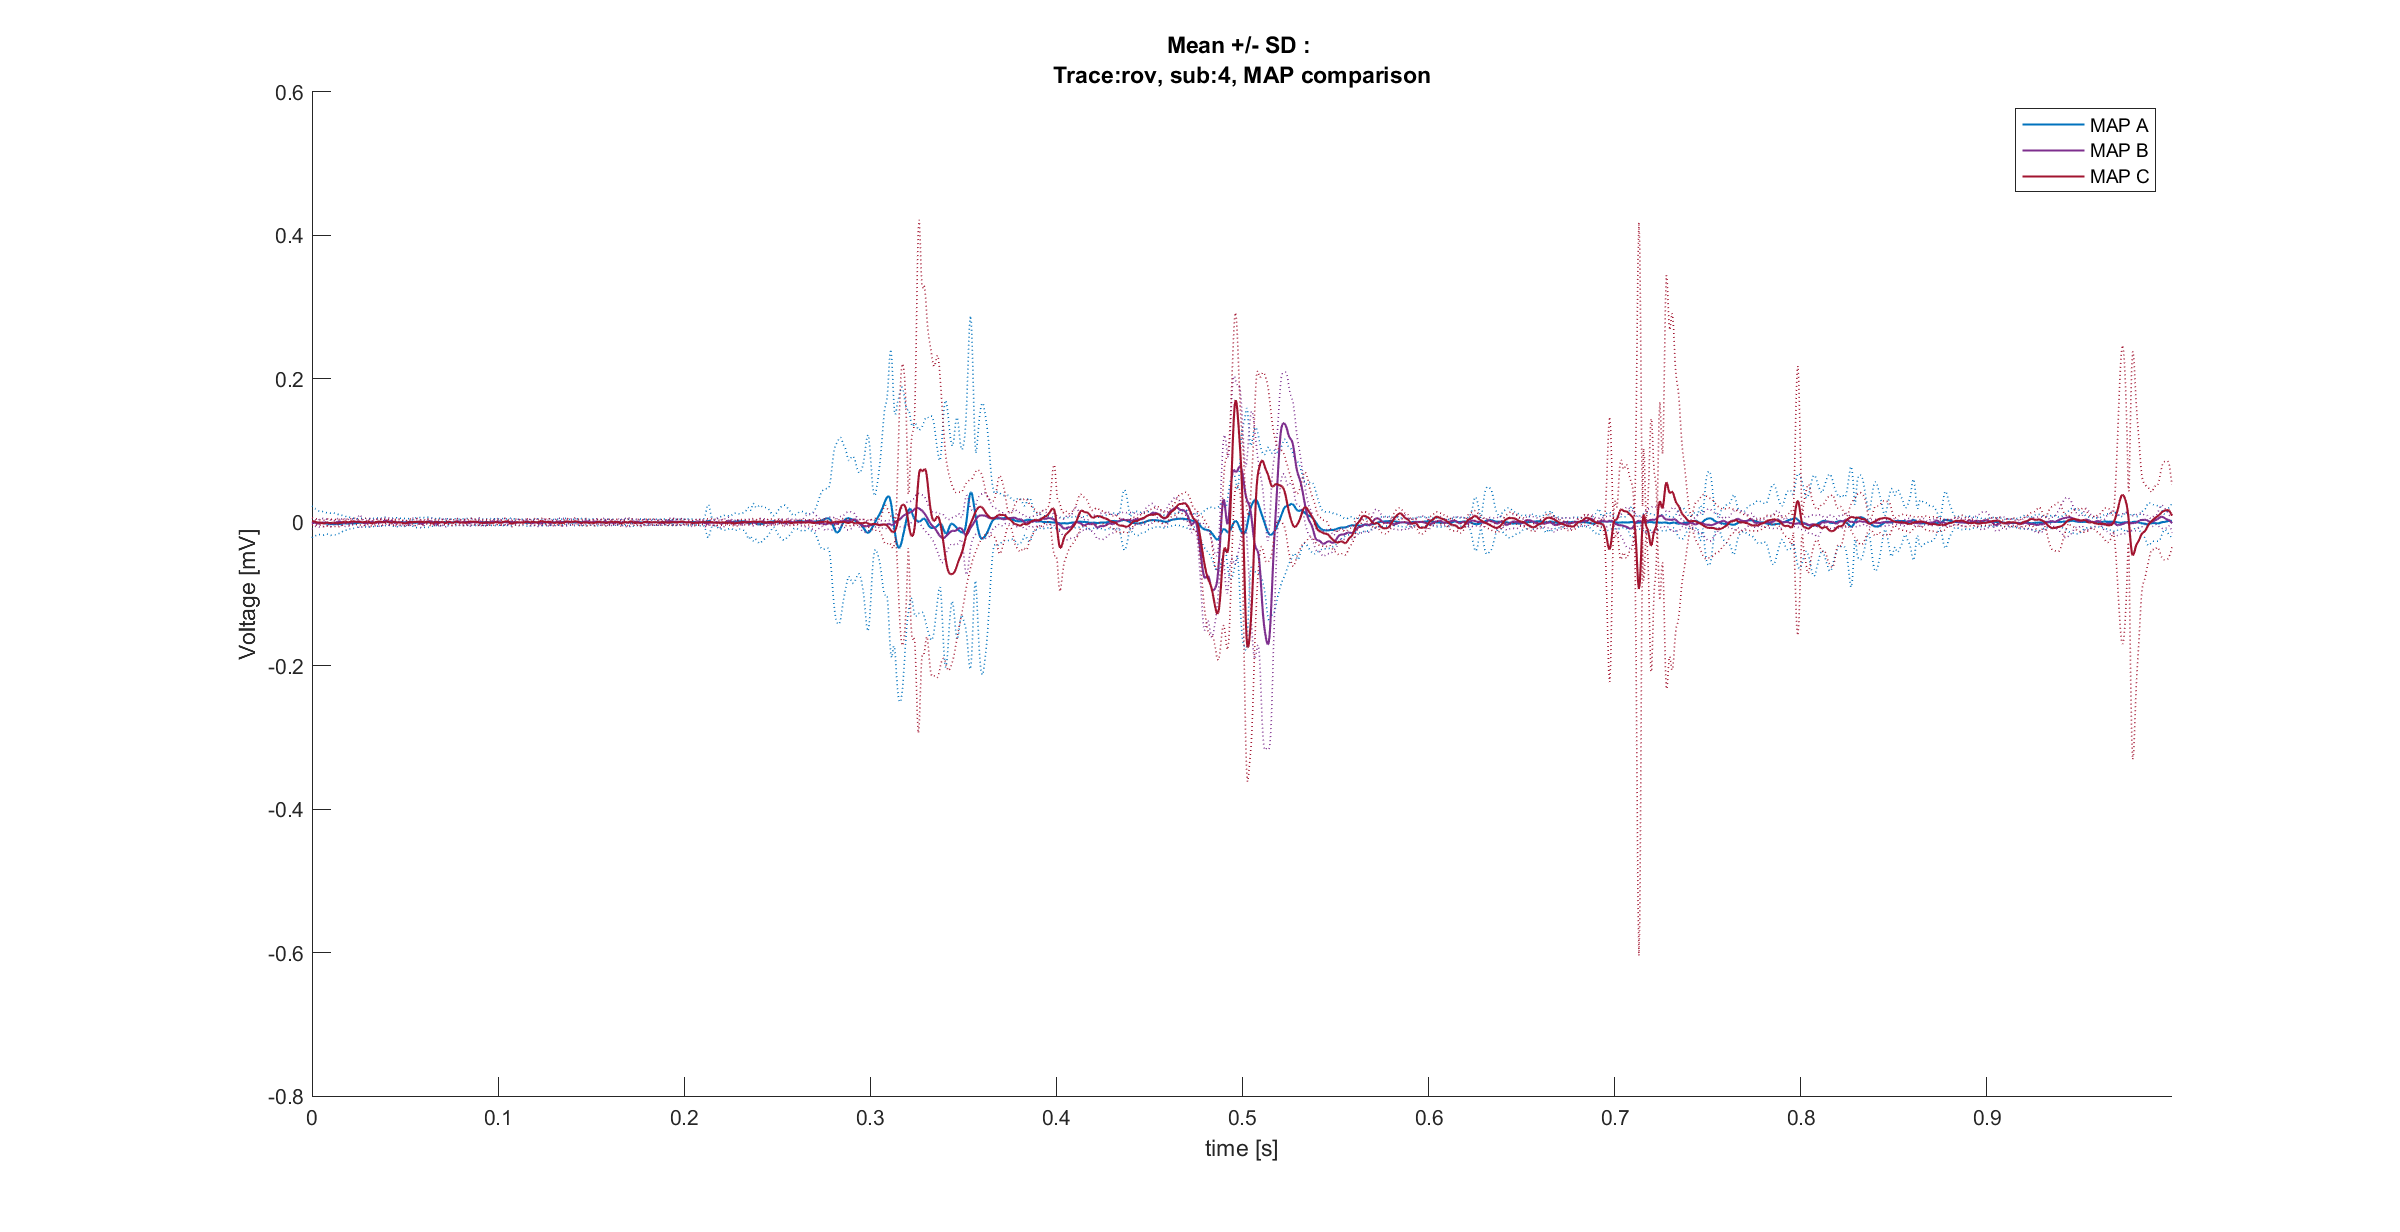 Mean +/- SD :
Trace:rov, sub:4, MAP comparison
MAP A
MAP B
MAP C
0.6
0.4
0.2
0
-0.2
-0.4
-0.6
-0.8
Voltage [mV]
0 0.1 0.2 0.3 0.4 0.5 0.6 0.7 0.8 0.9
time [s]